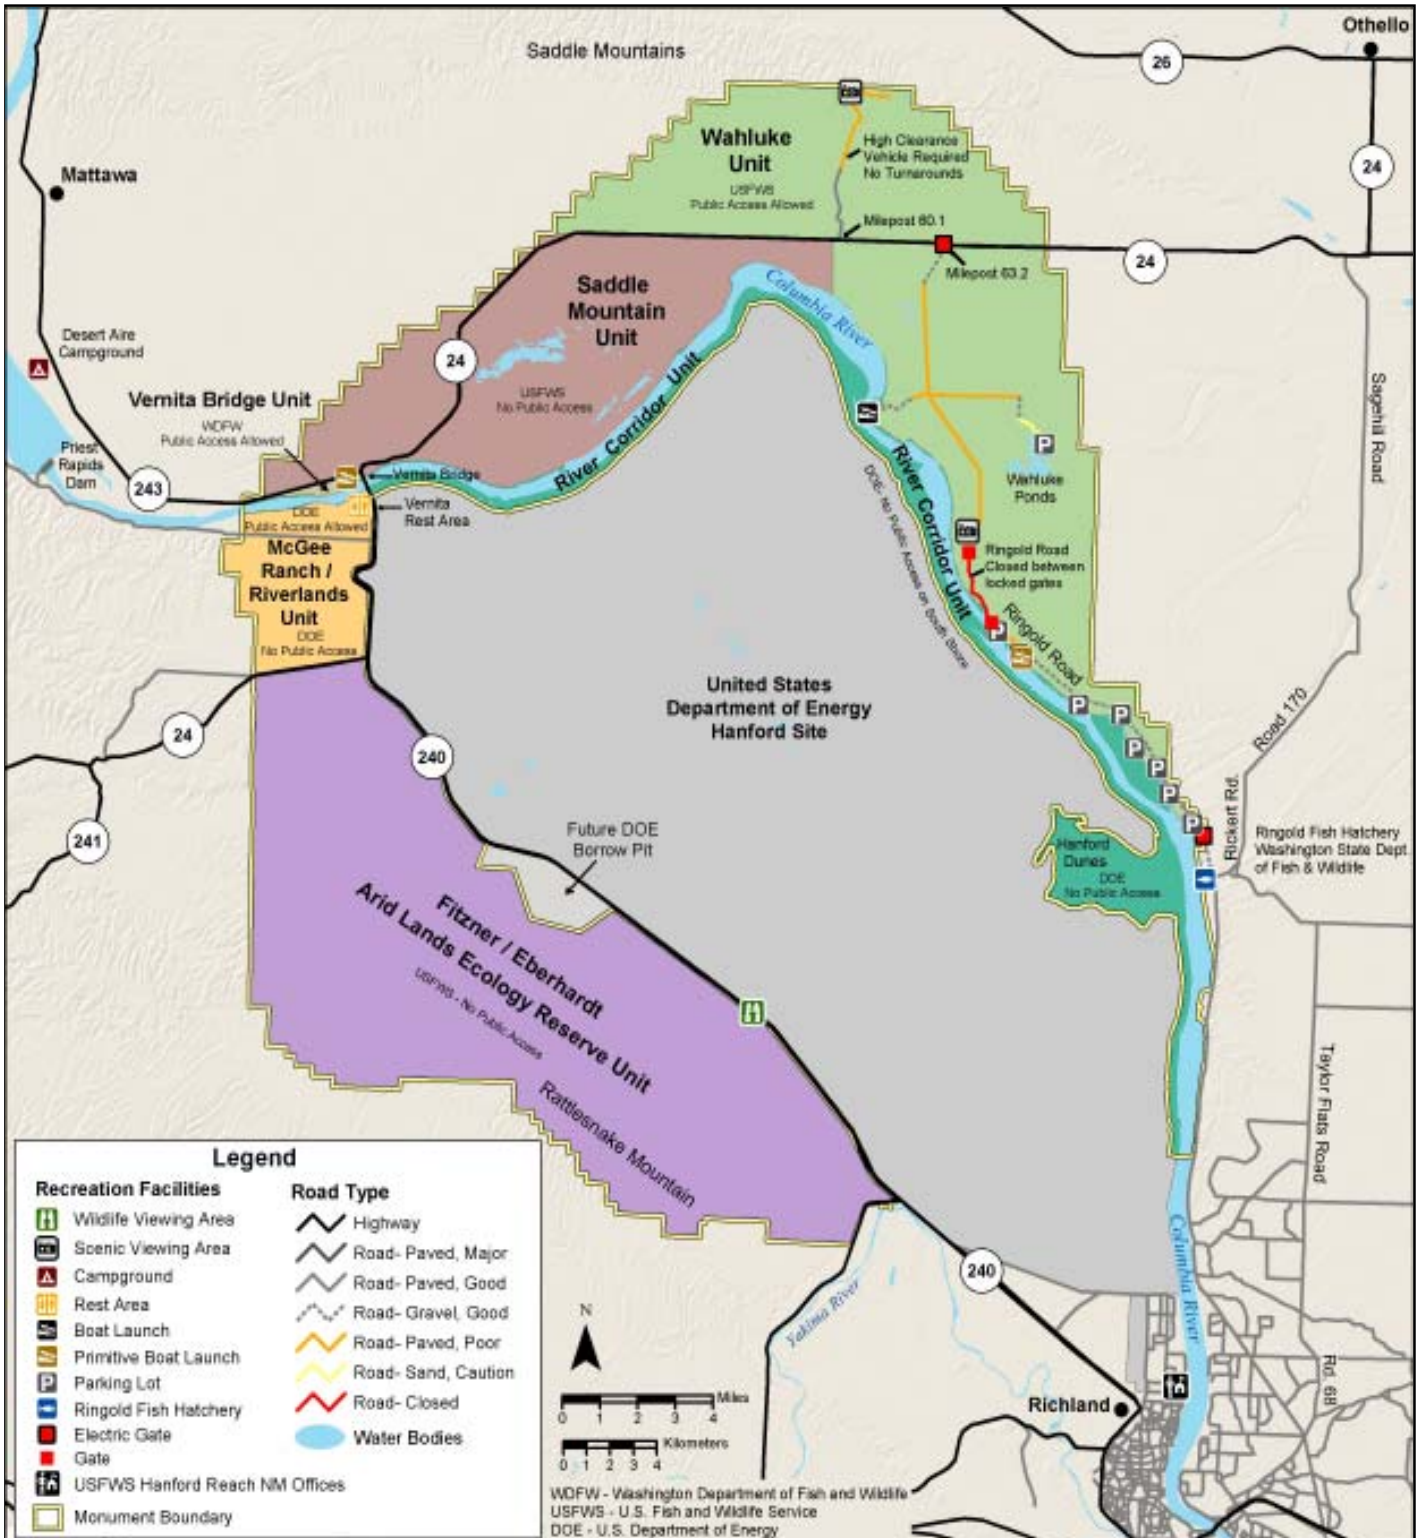 Othello
Saddle Mountains
26
Wahluke
Unit
USFWS
Public Access Allowed
High Clearance
Vehicle Required
No Turnarounds
24
Mattawa
Milepost 60.1
Milepost 63.2
24
Saddle
Mountain
Unit
Columbia River
USFWS
No Public Access
24
Desert Aire
Campground
Vernita Bridge Unit
WDFW
Public Access Allowed
River Corridor Unit
Sagehill Road
Priest
Rapids
Dam
243
Vernita Bridge
Vernita
Rest Area
DOE
Public Access Allowed
McGee
Ranch /
Riverlands
Unit
DOE
No Public Access
River Corridor Unit
DOE- No Public Access on South Shore
P
Wahluke
Ponds
Ringold Road
Closed between
locked gates
P
Ringold Road
United States
Department of Energy
Hanford Site
P
P
P
P
P
P
Road 170
24
240
241
Rickert Rd.
Ringold Fish Hatchery
Washington State Dept.
of Fish & Wildlife
Future DOE
Borrow Pit
Hanford
Dunes
DOE
No Public Access
Fitzner / Eberhardt
Arid Lands Ecology Reserve Unit
USFWS - No Public Access
Rattlesnake Mountain
Taylor Flats Road
Columbia River
240
Yakima River
Rd. 68
Richland
Legend
Recreation Facilities
Wildlife Viewing Area
Scenic Viewing Area
Campground
Rest Area
Boat Launch
Primitive Boat Launch
P Parking Lot
Ringold Fish Hatchery
Electric Gate
Gate
USFWS Hanford Reach NM Offices
Monument Boundary
Road Type
Highway
Road- Paved, Major
Road- Paved, Good
Road- Gravel, Good
Road- Paved, Poor
Road- Sand, Caution
Road- Closed
Water Bodies
N
Miles
0 1 2 3 4
Kilometers
0 1 2 3 4
WDFW - Washington Department of Fish and Wildlife
USFWS - U.S. Fish and Wildlife Service
DOE - U.S. Department of Energy